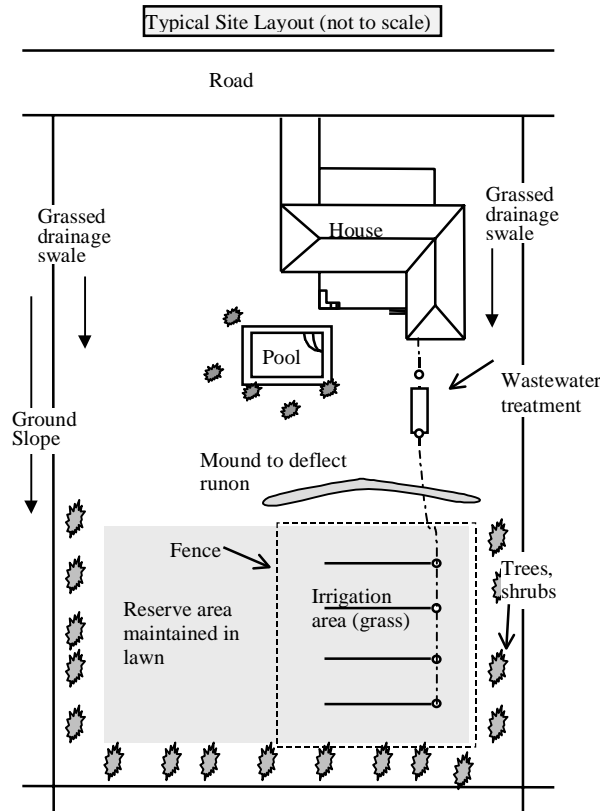 Typical Site Layout (not to scale)
Road
Grassed
drainage
swale
House
Grassed
drainage
swale
Pool
Wastewater
treatment
Ground
Slope
Mound to deflect
runon
Fence
Trees,
shrubs
Reserve area
maintained in
lawn
Irrigation
area (grass)